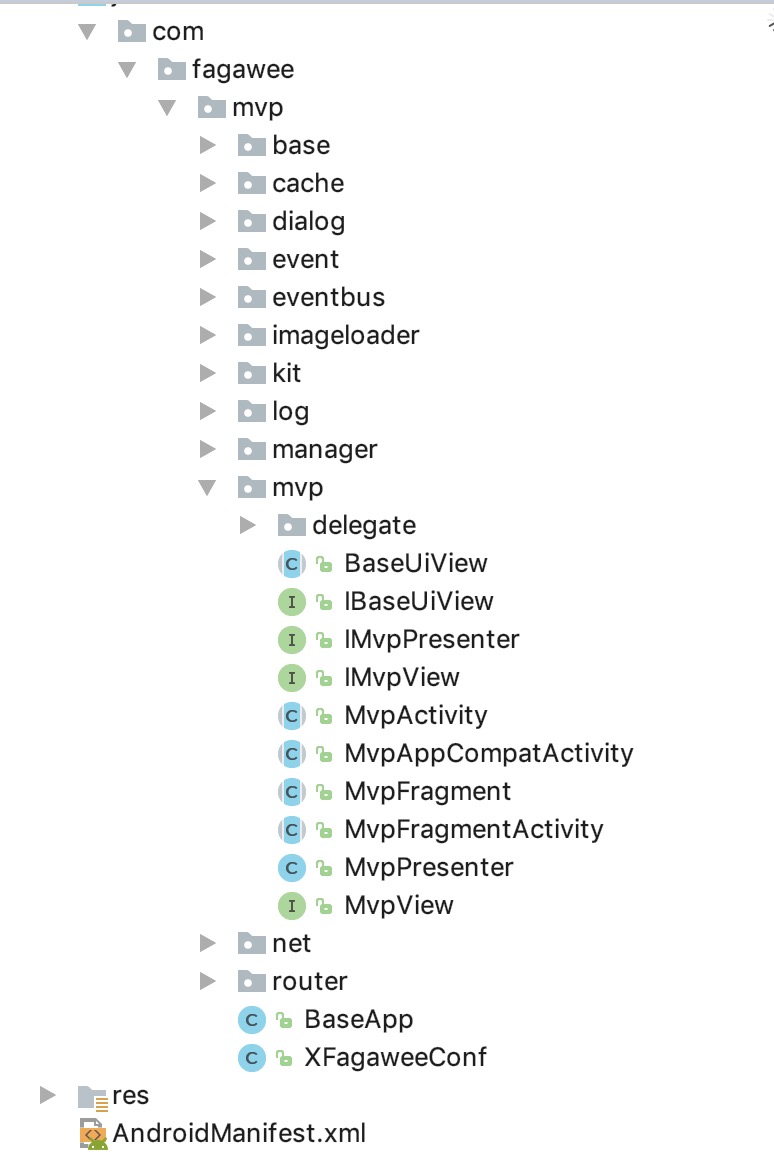 com
fagawee
mvp
base
cache
dialog
event
eventbus
imageloader
kit
log
manager
mvp
delegate
C BaseUiView
I IBaseUiView
I IMvpPresenter
I IMvpView
C MvpActivity
C MvpAppCompatActivity
C MvpFragment
C MvpFragmentActivity
C MvpPresenter
I MvpView
net
router
C BaseApp
C XFagaweeConf
res
AndroidManifest.xml